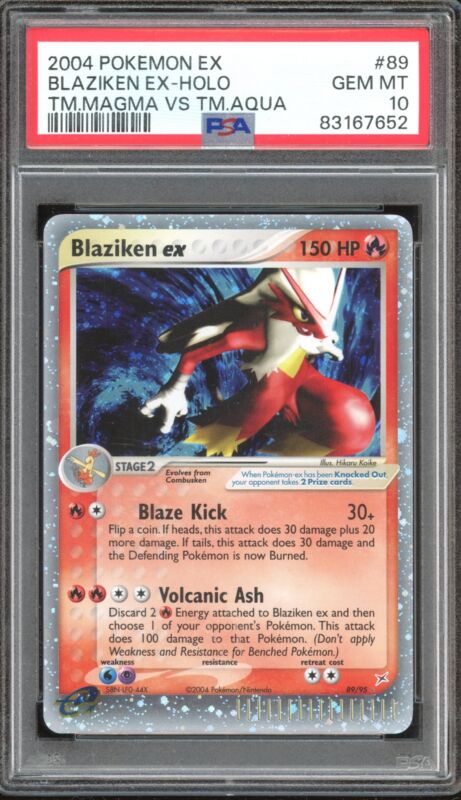 2004 POKEMON EX #89
BLAZIKEN EX-HOLO GEM MT
TM.MAGMA VS TM.AQUA 10
PSA 83167652
Blaziken ex 150 HP
Illus. Hikaru Koike
STAGE 2
Evolves from
Combusken
When Pokémon-ex has been Knocked Out,
your opponent takes 2 Prize cards.
Blaze Kick 30+
Flip a coin. If heads, this attack does 30 damage plus 20
more damage. If tails, this attack does 30 damage and
the Defending Pokémon is now Burned.
Volcanic Ash
Discard 2 Energy attached to Blaziken ex and then
choose 1 of your opponent's Pokémon. This attack
does 100 damage to that Pokémon. (Don't apply
Weakness and Resistance for Benched Pokémon.)
weakness resistance retreat cost
S8N-LF0-44X ©2004 Pokémon/Nintendo 89/95
e
PSA